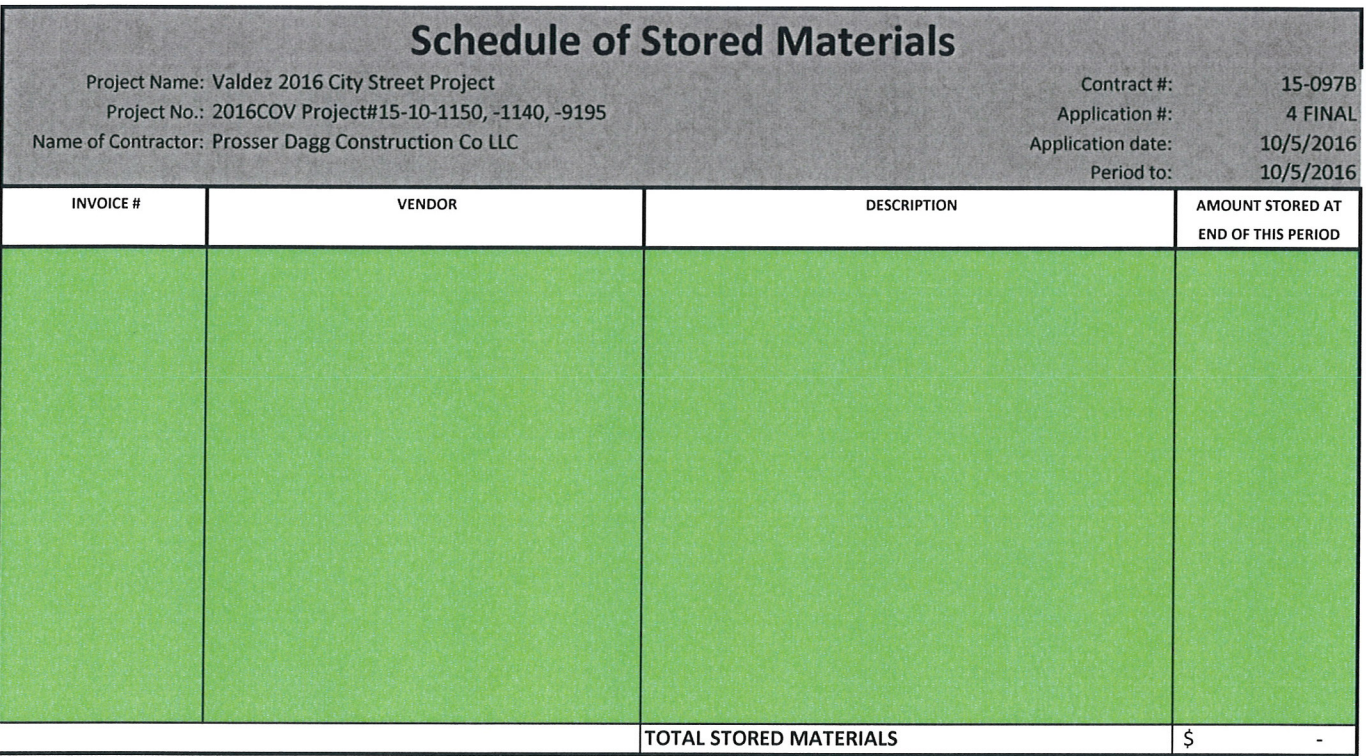 Schedule of Stored Materials
Project Name: Valdez 2016 City Street Project
Contract #: 15-097B
Project No.: 2016COV Project#15-10-1150, -1140, -9195
Application #: 4 FINAL
Name of Contractor: Prosser Dagg Construction Co LLC
Application date: 10/5/2016
Period to: 10/5/2016
INVOICE # VENDOR DESCRIPTION AMOUNT STORED AT
END OF THIS PERIOD
TOTAL STORED MATERIALS $ -